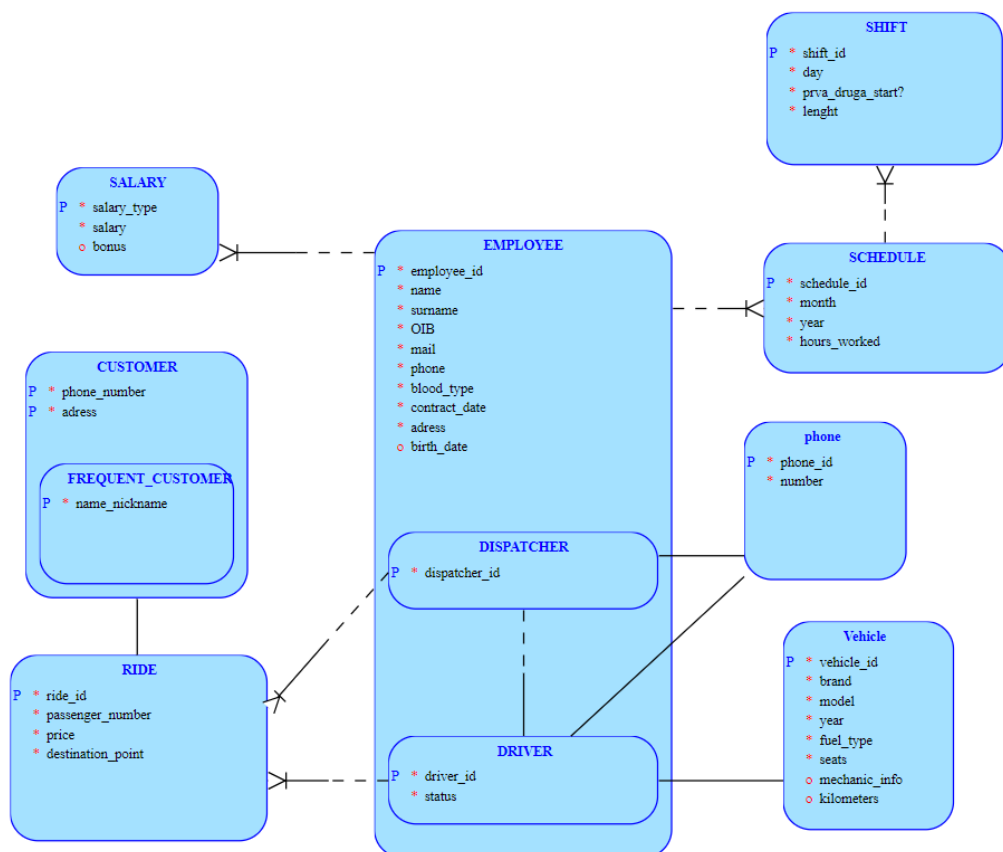 SHIFT
P * shift_id
* day
* prva_druga_start?
* lenght
SALARY
P * salary_type
* salary
o bonus
EMPLOYEE
P * employee_id
* name
* surname
* OIB
* mail
* phone
* blood_type
* contract_date
* adress
o birth_date
SCHEDULE
P * schedule_id
* month
* year
* hours_worked
CUSTOMER
P * phone_number
P * adress
FREQUENT_CUSTOMER
P * name_nickname
phone
P * phone_id
* number
DISPATCHER
P * dispatcher_id
RIDE
P * ride_id
* passenger_number
* price
* destination_point
DRIVER
P * driver_id
* status
Vehicle
P * vehicle_id
* brand
* model
* year
* fuel_type
* seats
o mechanic_info
o kilometers